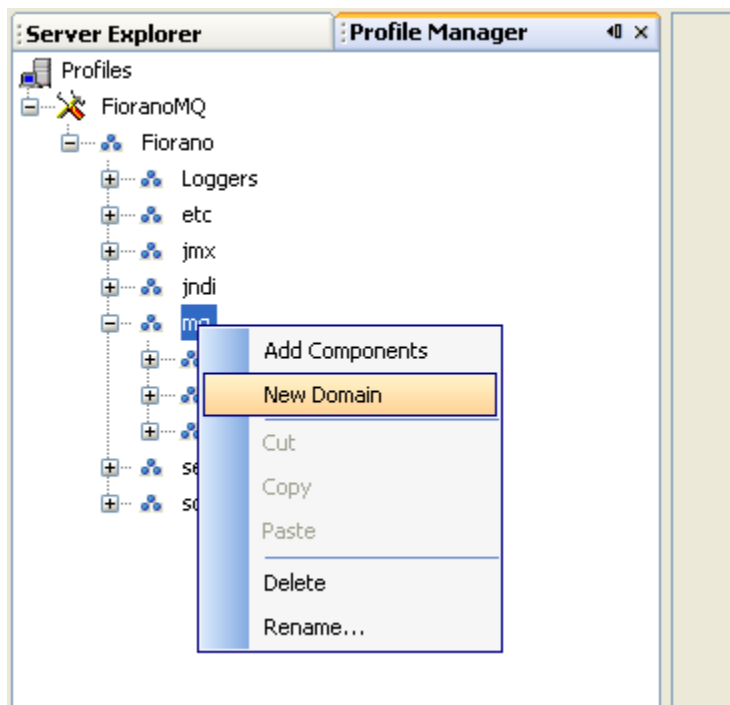 Server Explorer
Profile Manager
Profiles
FioranoMQ
Fiorano
Loggers
etc
jmx
jndi
mq
Add Components
New Domain
Cut
Copy
Paste
Delete
Rename...